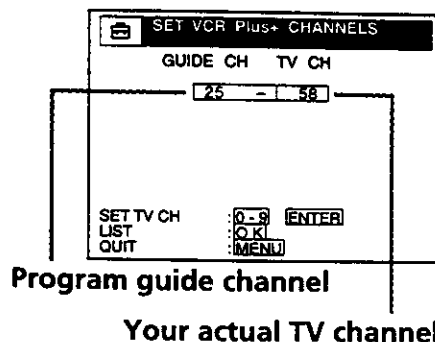 SET VCR Plus+ CHANNELS
GUIDE CH TV CH
25 - 58
SET TV CH : 0-9 ENTER
LIST : OK
QUIT : MENU
Program guide channel
Your actual TV channel